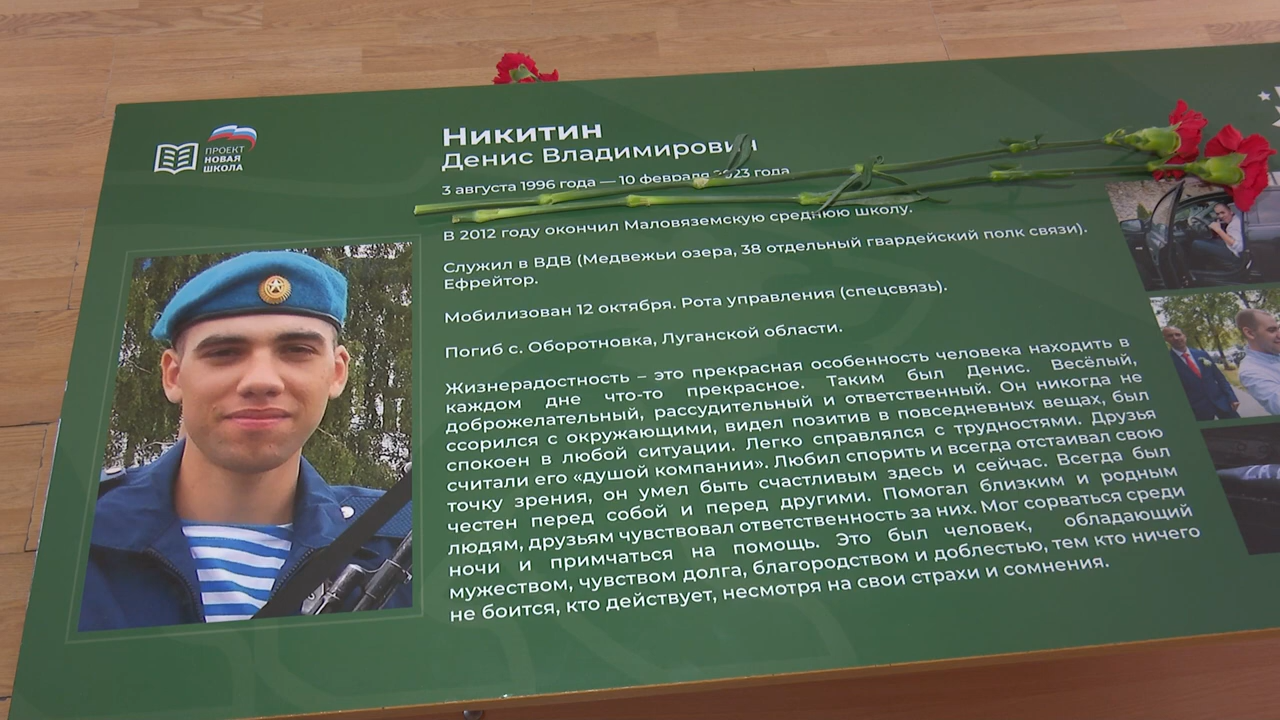 ПРОЕКТ
НОВАЯ
ШКОЛА
Никитин
Денис Владимирович
3 августа 1996 года — 10 февраля 2023 года
В 2012 году окончил Маловяземскую среднюю школу.
Служил в ВДВ (Медвежьи озера, 38 отдельный гвардейский полк связи).
Ефрейтор.
Мобилизован 12 октября. Рота управления (спецсвязь).
Погиб с. Оборотновка, Луганской области.
Жизнерадостность – это прекрасная особенность человека находить в
каждом дне что-то прекрасное. Таким был Денис. Весёлый,
доброжелательный, рассудительный и ответственный. Он никогда не
ссорился с окружающими, видел позитив в повседневных вещах, был
спокоен в любой ситуации. Легко справлялся с трудностями. Друзья
считали его «душой компании». Любил спорить и всегда отстаивал свою
точку зрения, он умел быть счастливым здесь и сейчас. Всегда был
честен перед собой и перед другими. Помогал близким и родным
людям, друзьям чувствовал ответственность за них. Мог сорваться среди
ночи и примчаться на помощь. Это был человек, обладающий
мужеством, чувством долга, благородством и доблестью, тем кто ничего
не боится, кто действует, несмотря на свои страхи и сомнения.